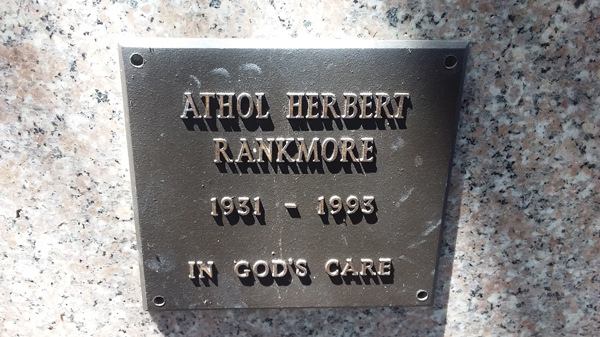 ATHOL HERBERT
RANKMORE
1931 - 1993
IN GOD'S CARE